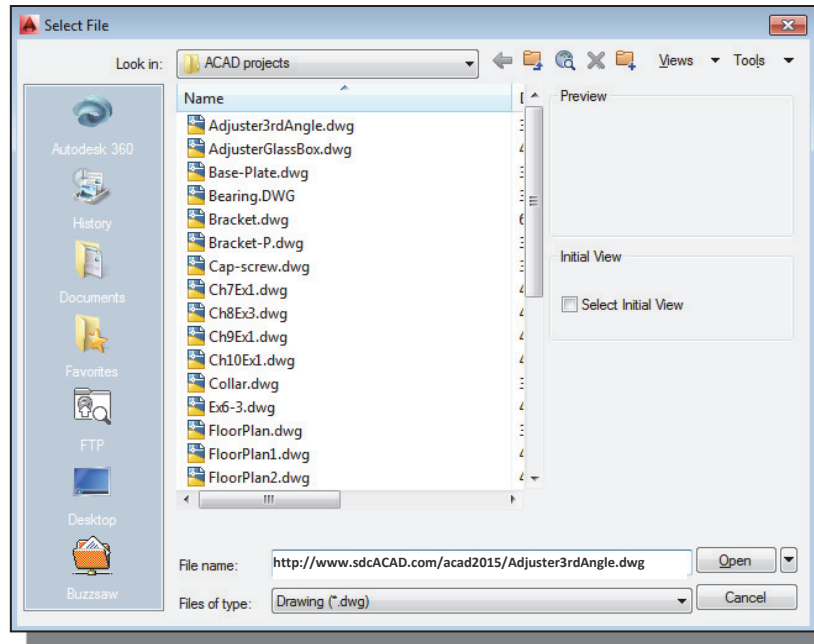 Select File
Look in:
ACAD projects
Views
Tools
Autodesk 360
History
Documents
Favorites
FTP
Desktop
Buzzsaw
Name
Adjuster3rdAngle.dwg
AdjusterGlassBox.dwg
Base-Plate.dwg
Bearing.DWG
Bracket.dwg
Bracket-P.dwg
Cap-screw.dwg
Ch7Ex1.dwg
Ch8Ex3.dwg
Ch9Ex1.dwg
Ch10Ex1.dwg
Collar.dwg
Ex6-3.dwg
FloorPlan.dwg
FloorPlan1.dwg
FloorPlan2.dwg
Preview
Initial View
Select Initial View
File name:
http://www.sdcACAD.com/acad2015/Adjuster3rdAngle.dwg
Open
Files of type:
Drawing (*.dwg)
Cancel